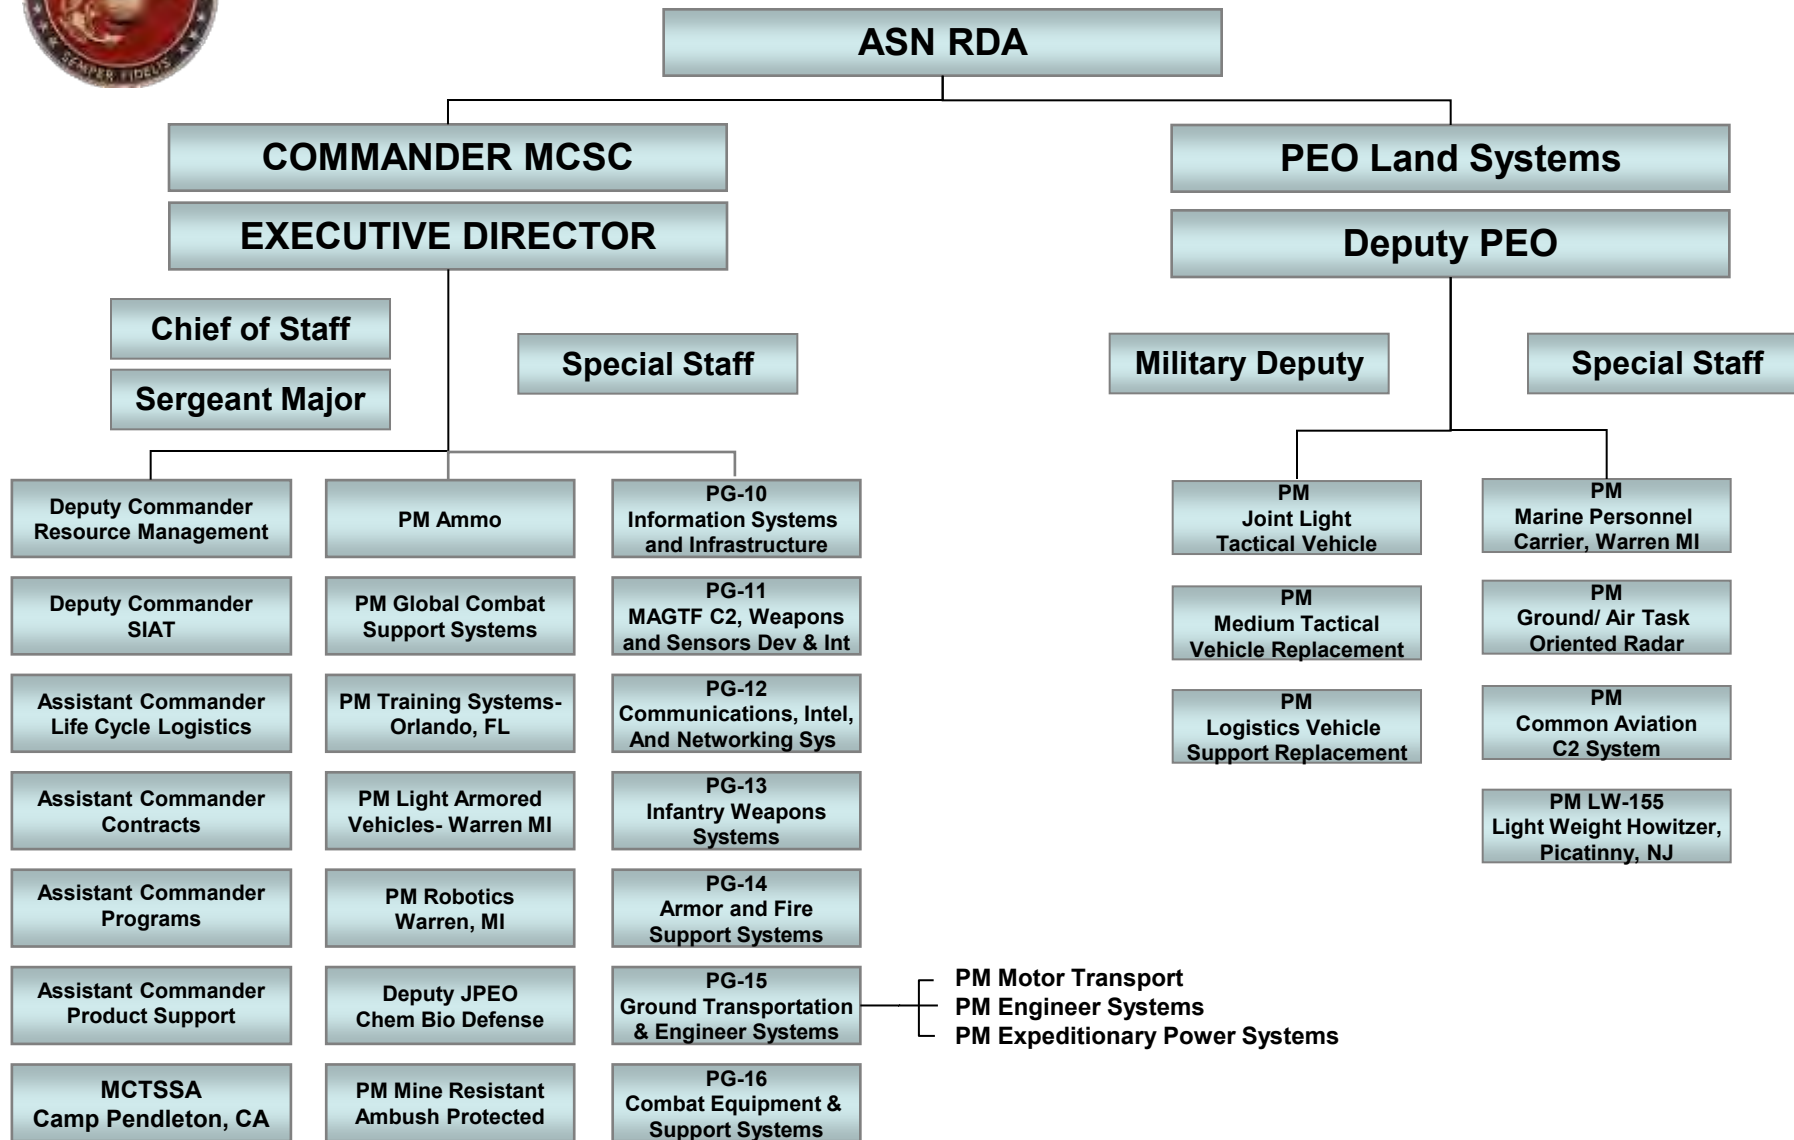 SEMPER FIDELIS
ASN RDA
COMMANDER MCSC
EXECUTIVE DIRECTOR
PEO Land Systems
Deputy PEO
Chief of Staff
Sergeant Major
Special Staff
Military Deputy
Special Staff
Deputy Commander
Resource Management
Deputy Commander
SIAT
Assistant Commander
Life Cycle Logistics
Assistant Commander
Contracts
Assistant Commander
Programs
Assistant Commander
Product Support
MCTSSA
Camp Pendleton, CA
PM Ammo
PM Global Combat
Support Systems
PM Training Systems-
Orlando, FL
PM Light Armored
Vehicles- Warren MI
PM Robotics
Warren, MI
Deputy JPEO
Chem Bio Defense
PM Mine Resistant
Ambush Protected
PG-10
Information Systems
and Infrastructure
PG-11
MAGTF C2, Weapons
and Sensors Dev & Int
PG-12
Communications, Intel,
And Networking Sys
PG-13
Infantry Weapons
Systems
PG-14
Armor and Fire
Support Systems
PG-15
Ground Transportation
& Engineer Systems
PG-16
Combat Equipment &
Support Systems
PM Motor Transport
PM Engineer Systems
PM Expeditionary Power Systems
PM
Joint Light
Tactical Vehicle
PM
Medium Tactical
Vehicle Replacement
PM
Logistics Vehicle
Support Replacement
PM
Marine Personnel
Carrier, Warren MI
PM
Ground/ Air Task
Oriented Radar
PM
Common Aviation
C2 System
PM LW-155
Light Weight Howitzer,
Picatinny, NJ